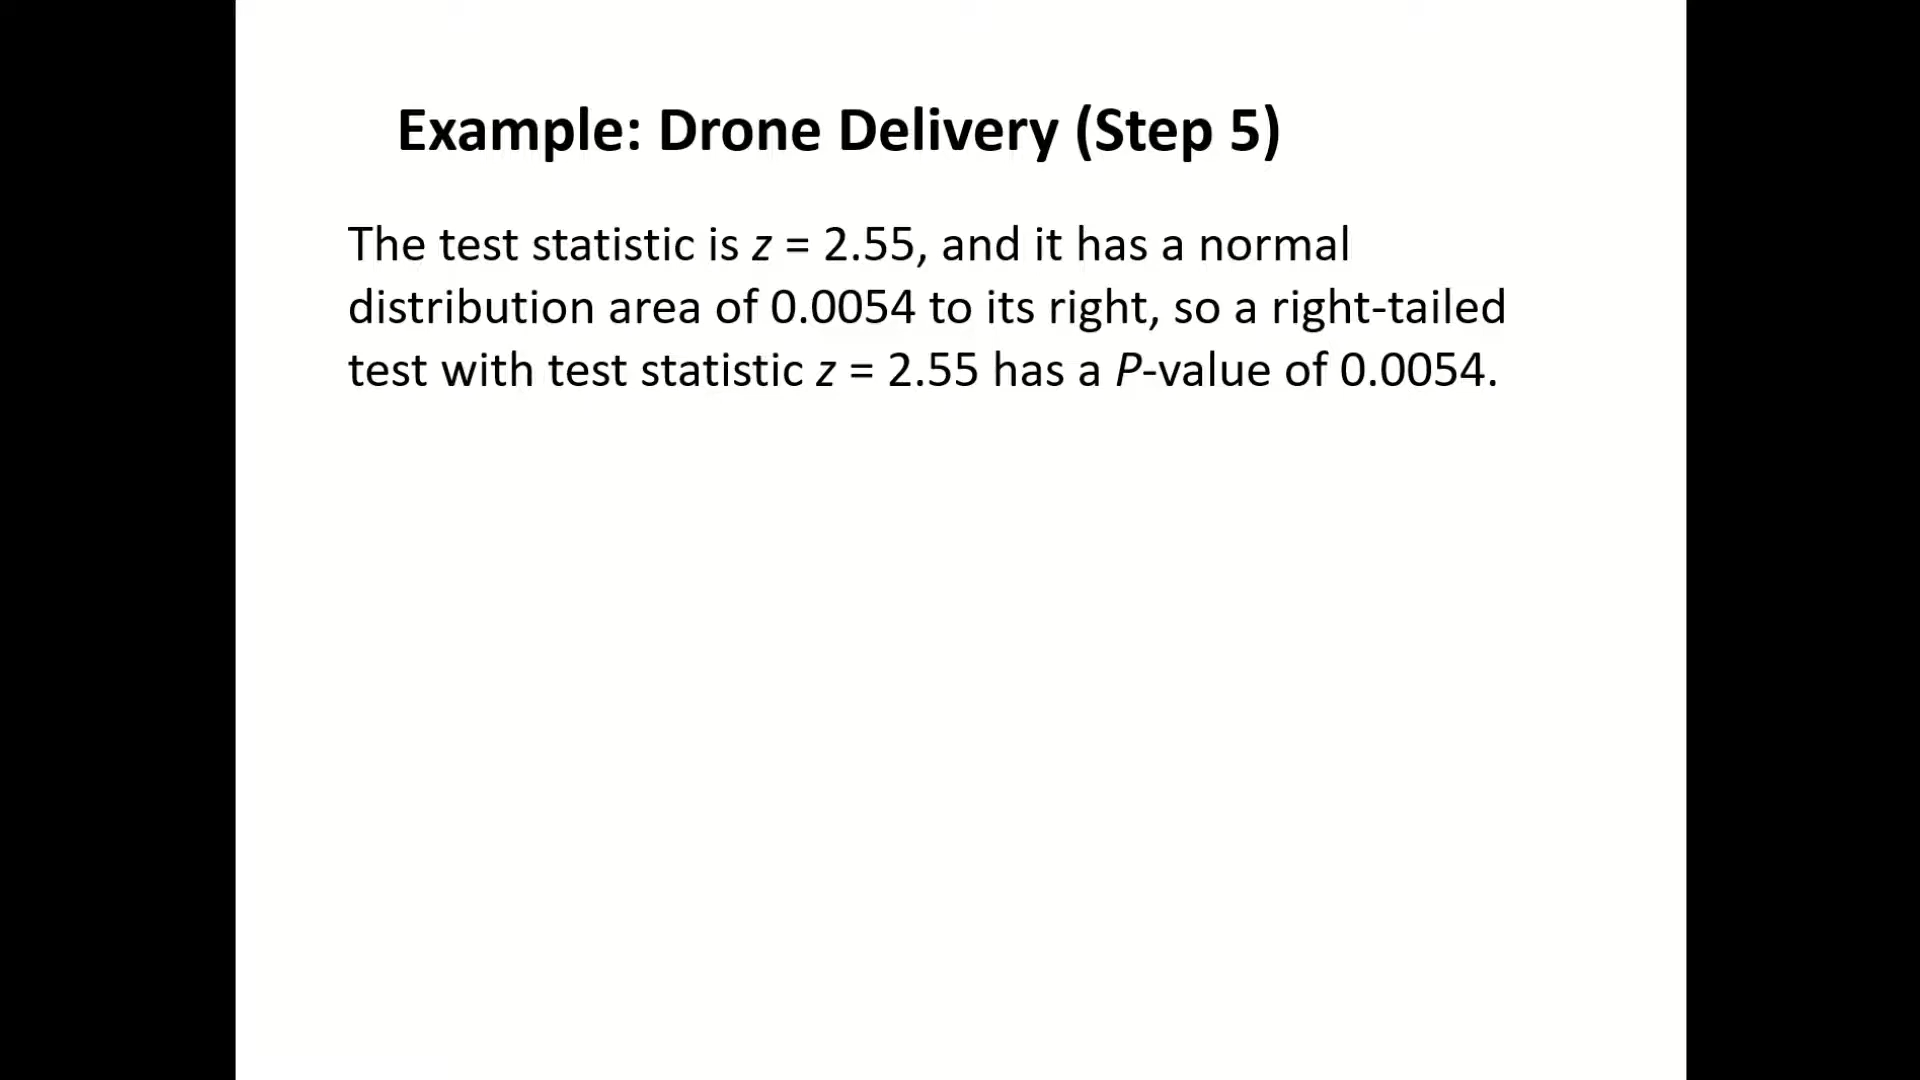 Example: Drone Delivery (Step 5)
The test statistic is z = 2.55, and it has a normal
distribution area of 0.0054 to its right, so a right-tailed
test with test statistic z = 2.55 has a P-value of 0.0054.